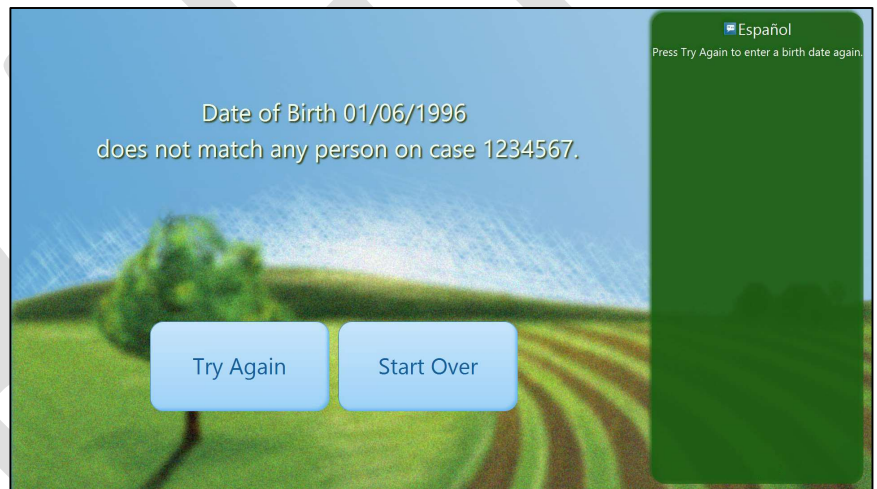 Date of Birth 01/06/1996
does not match any person on case 1234567.
Try Again
Start Over
Español
Press Try Again to enter a birth date again.